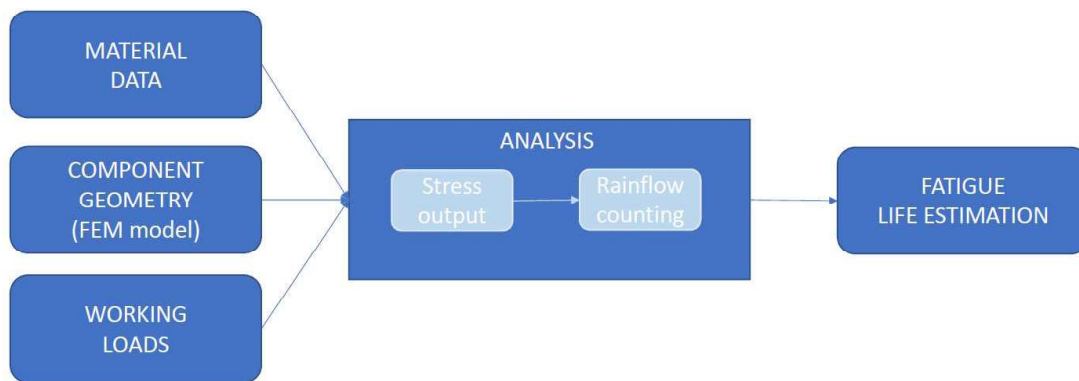 MATERIAL
DATA
COMPONENT
GEOMETRY
(FEM model)
WORKING
LOADS
ANALYSIS
Stress
output
Rainflow
counting
FATIGUE
LIFE ESTIMATION